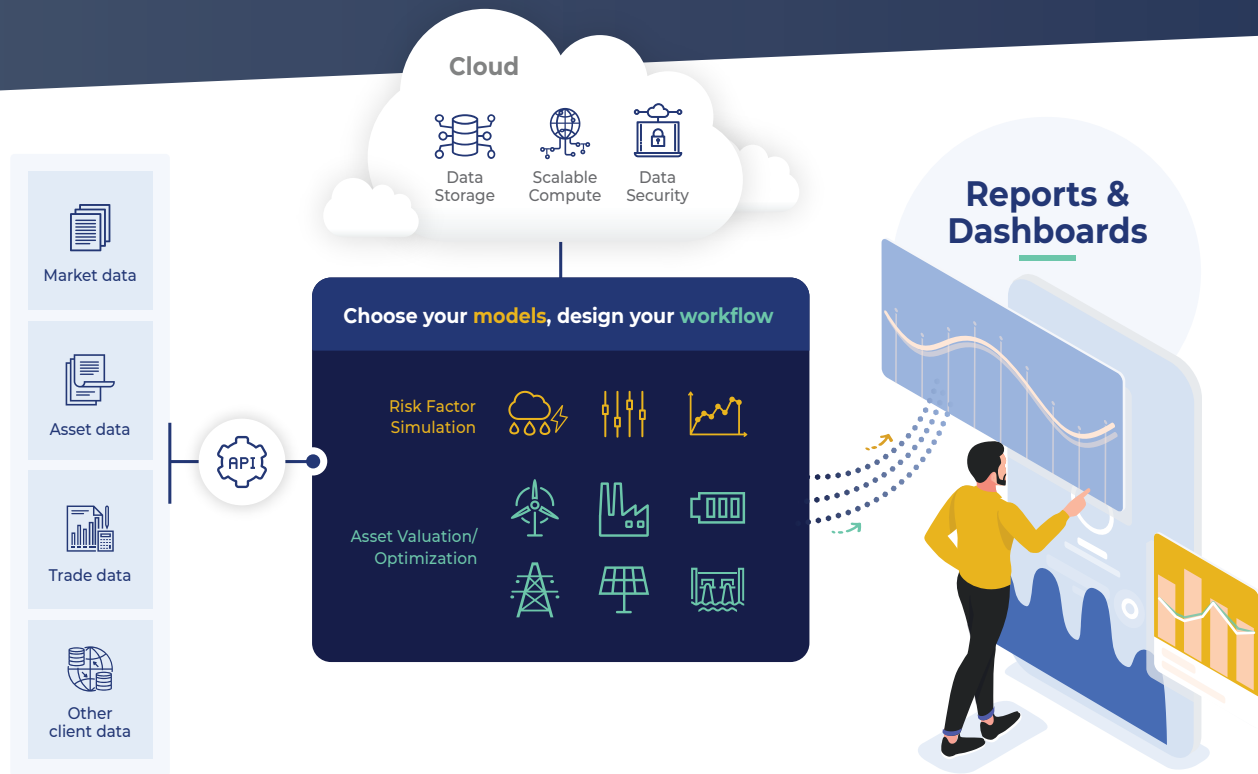 Cloud
Data
Storage
Scalable
Compute
Data
Security
Market data
Asset data
Trade data
Other
client data
API
Choose your models, design your workflow
Risk Factor
Simulation
Asset Valuation/
Optimization
Reports &
Dashboards